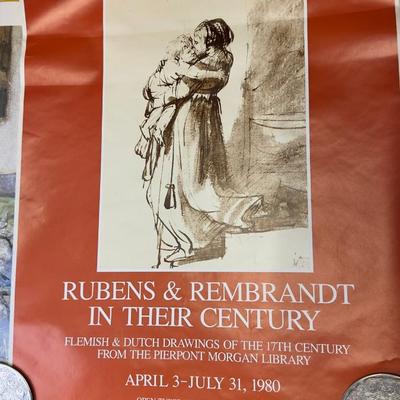 RUBENS & REMBRANDT
IN THEIR CENTURY
FLEMISH & DUTCH DRAWINGS OF THE 17TH CENTURY
FROM THE PIERPONT MORGAN LIBRARY
APRIL 3-JULY 31, 1980